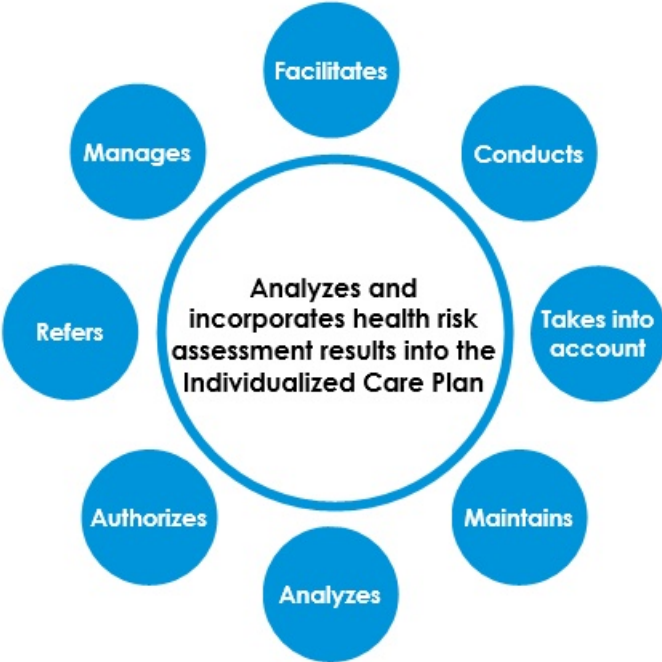 Facilitates
Conducts
Takes into
account
Maintains
Analyzes
Authorizes
Refers
Manages
Analyzes and
incorporates health risk
assessment results into the
Individualized Care Plan